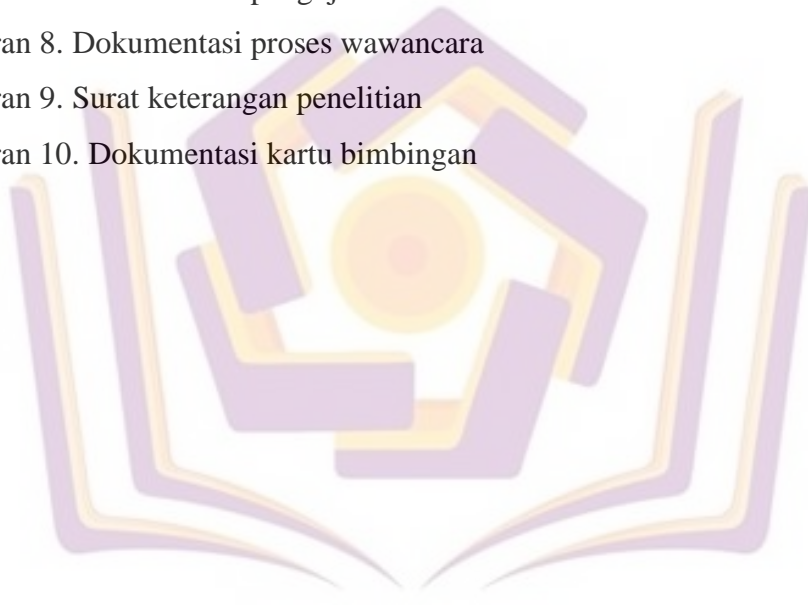 ran 8. Dokumentasi proses wawancara
ran 9. Surat keterangan penelitian
ran 10. Dokumentasi kartu bimbingan